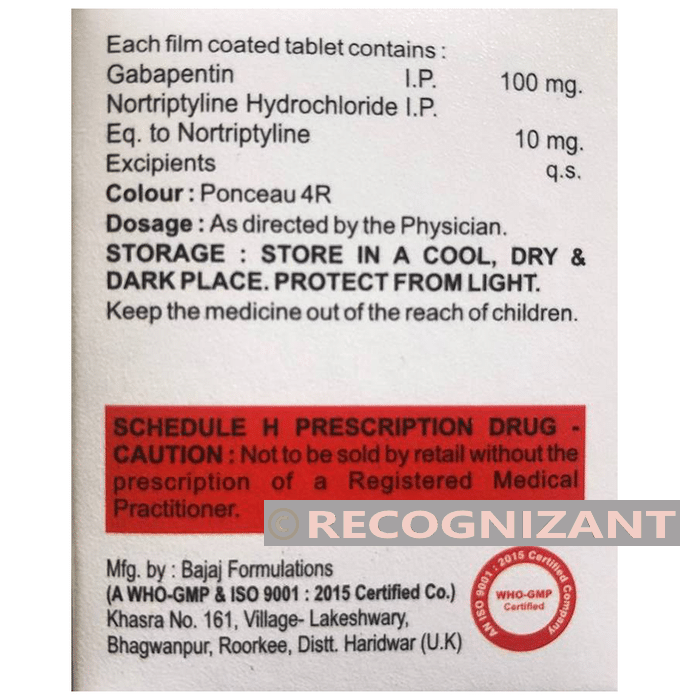 Each film coated tablet contains :
Gabapentin I.P. 100 mg.
Nortriptyline Hydrochloride I.P.
Eq. to Nortriptyline 10 mg.
Excipients q.s.
Colour : Ponceau 4R
Dosage : As directed by the Physician.
STORAGE : STORE IN A COOL, DRY &
DARK PLACE. PROTECT FROM LIGHT.
Keep the medicine out of the reach of children.
SCHEDULE H PRESCRIPTION DRUG -
CAUTION : Not to be sold by retail without the
prescription of a Registered Medical
Practitioner.
© RECOGNIZANT
Mfg. by : Bajaj Formulations
(A WHO-GMP & ISO 9001 : 2015 Certified Co.)
Khasra No. 161, Village- Lakeshwary,
Bhagwanpur, Roorkee, Distt. Haridwar (U.K)
AN ISO 9001 : 2015 Certified Company
WHO-GMP
Certified